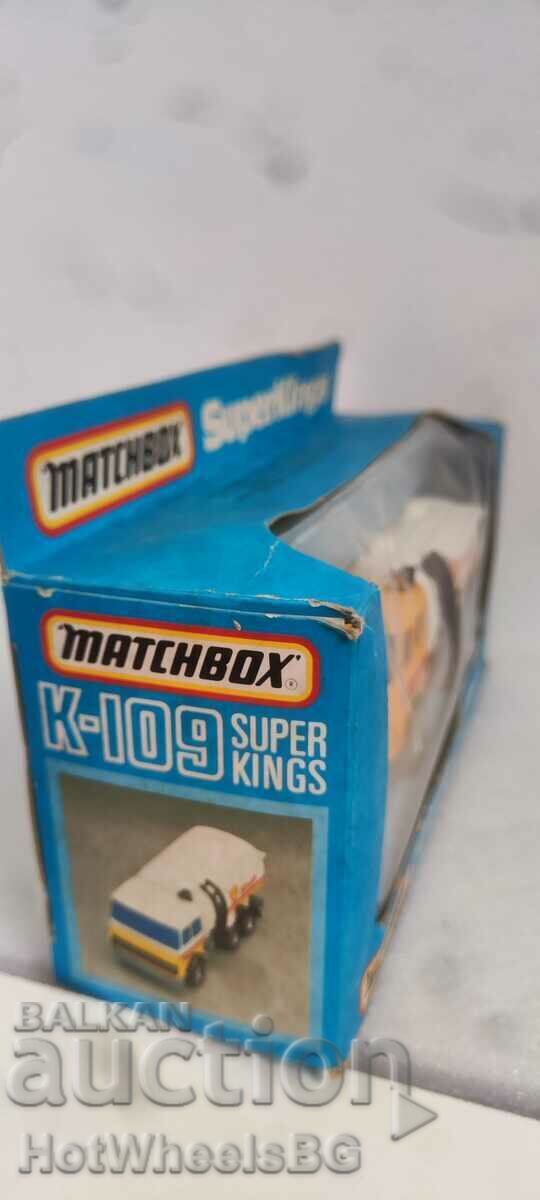 MATCHBOX SuperKings
MATCHBOX®
K-109 SUPER
KINGS
BALKAN
auction
HotWheelsBG